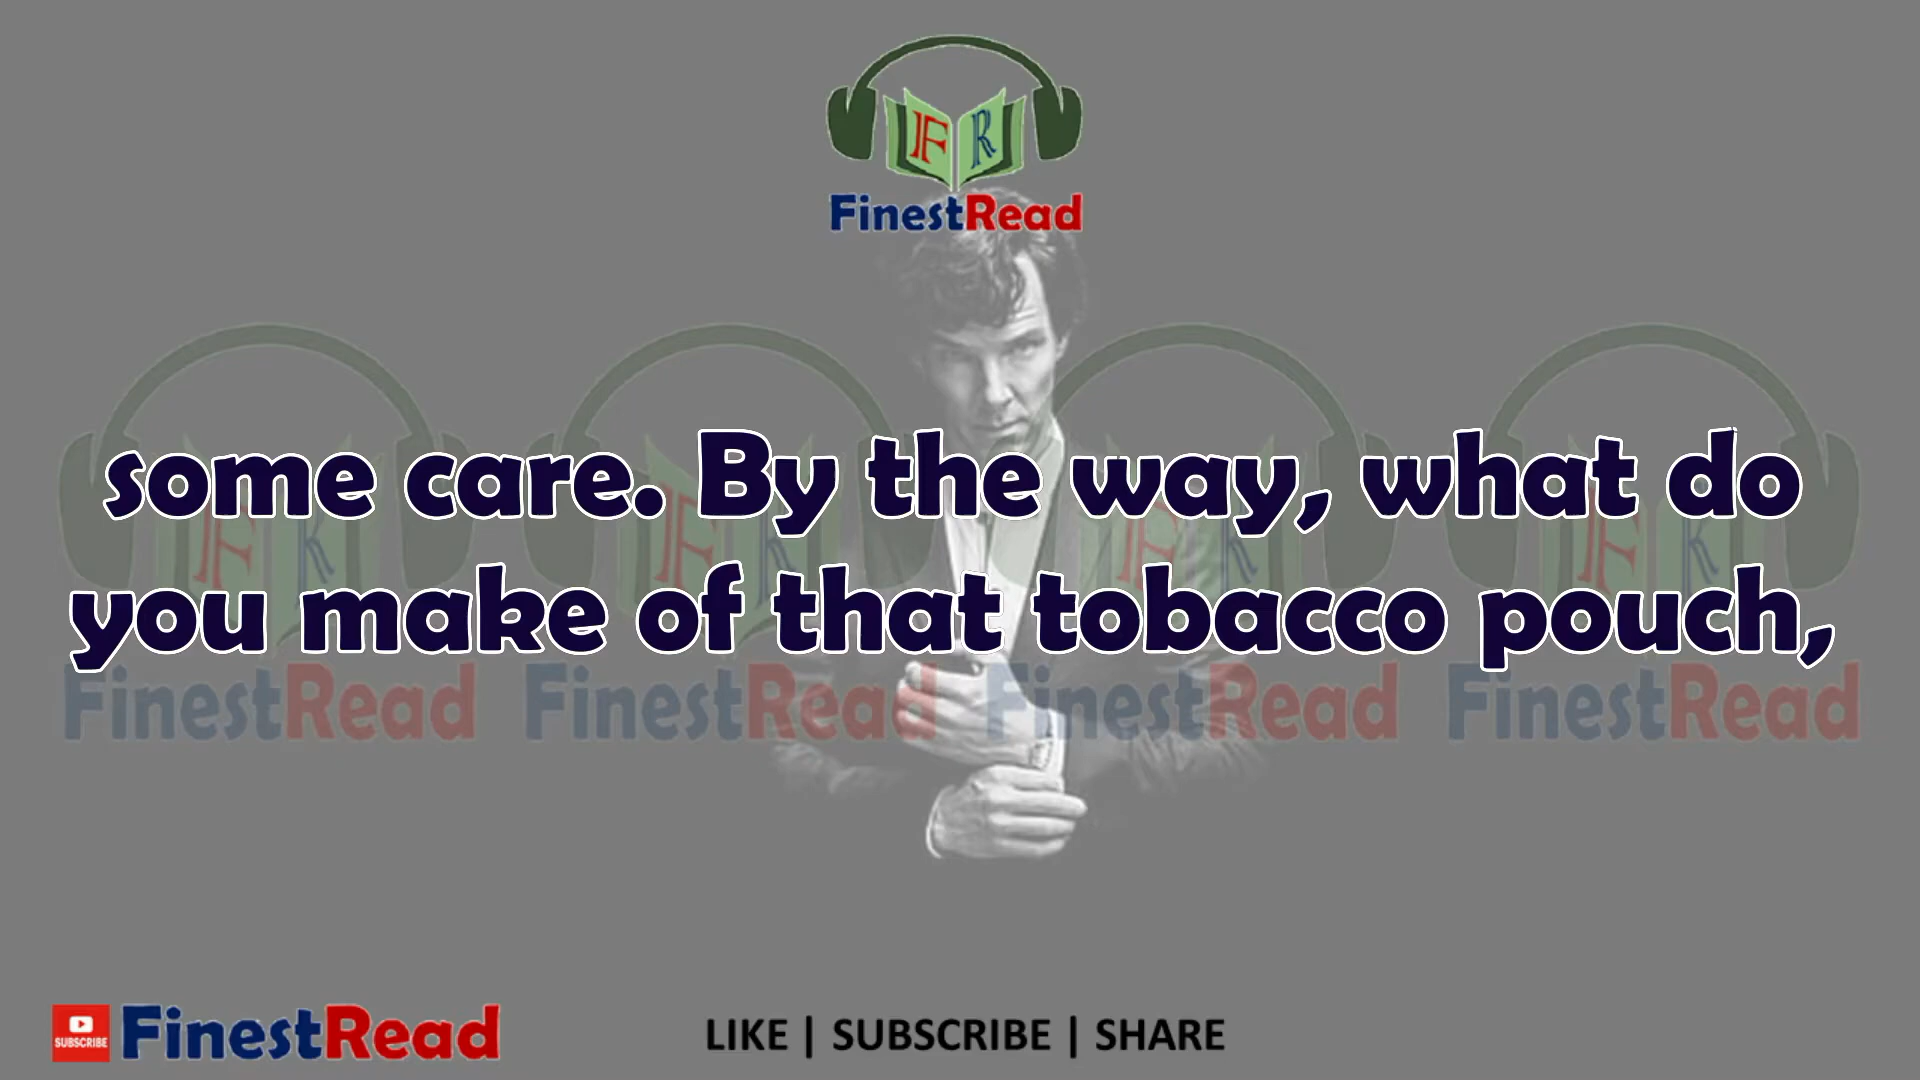 F R
FinestRead
some care. By the way, what do
you make of that tobacco pouch,
F R F R F R F R
FinestRead FinestRead FinestRead FinestRead
SUBSCRIBE FinestRead LIKE | SUBSCRIBE | SHARE